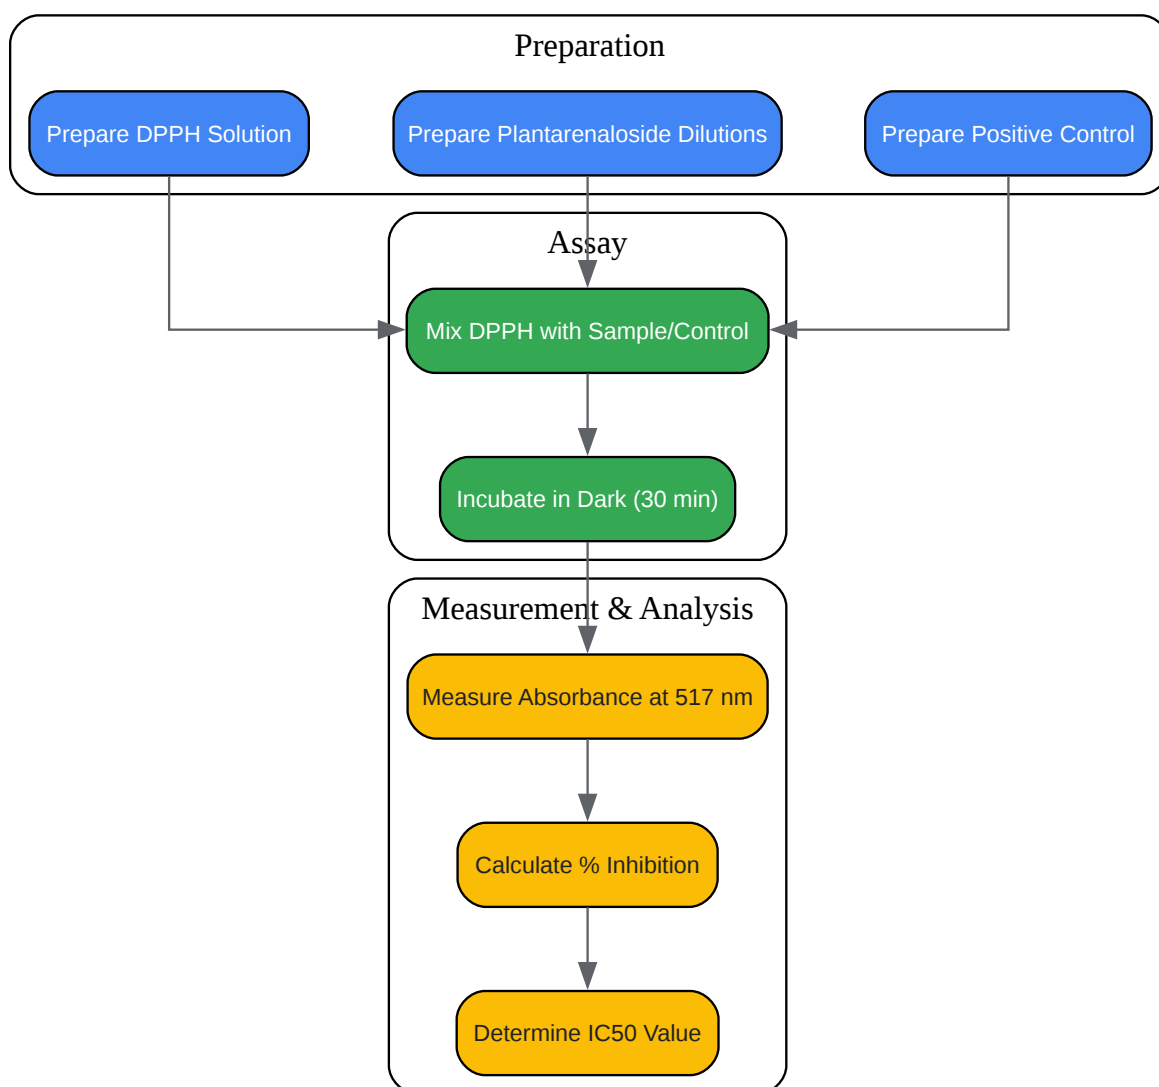 Preparation
Prepare DPPH Solution
Prepare Plantarenaloside Dilutions
Prepare Positive Control
Assay
Mix DPPH with Sample/Control
Incubate in Dark (30 min)
Measurement & Analysis
Measure Absorbance at 517 nm
Calculate % Inhibition
Determine IC50 Value